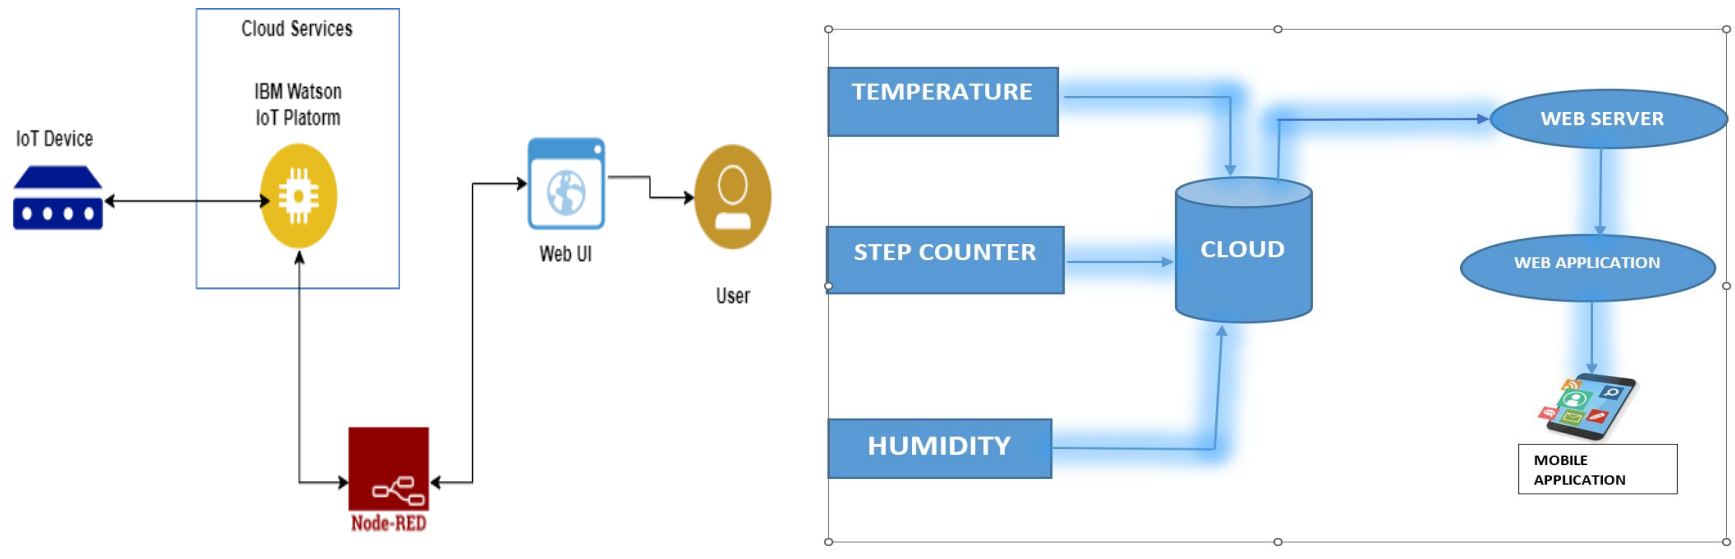 Cloud Services
IBM Watson
IoT Platorm
IoT Device
Web UI
User
Node-RED
TEMPERATURE
STEP COUNTER
HUMIDITY
CLOUD
WEB SERVER
WEB APPLICATION
MOBILE
APPLICATION